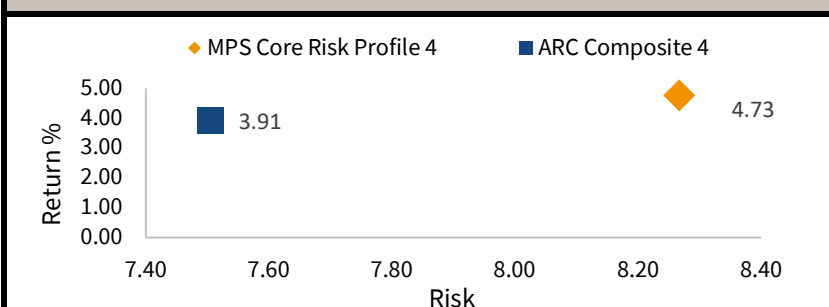 MPS Core Risk Profile 4 ARC Composite 4
5.00
4.00
3.00
2.00
1.00
0.00
Return %
3.91
4.73
7.40 7.60 7.80 8.00 8.20 8.40
Risk